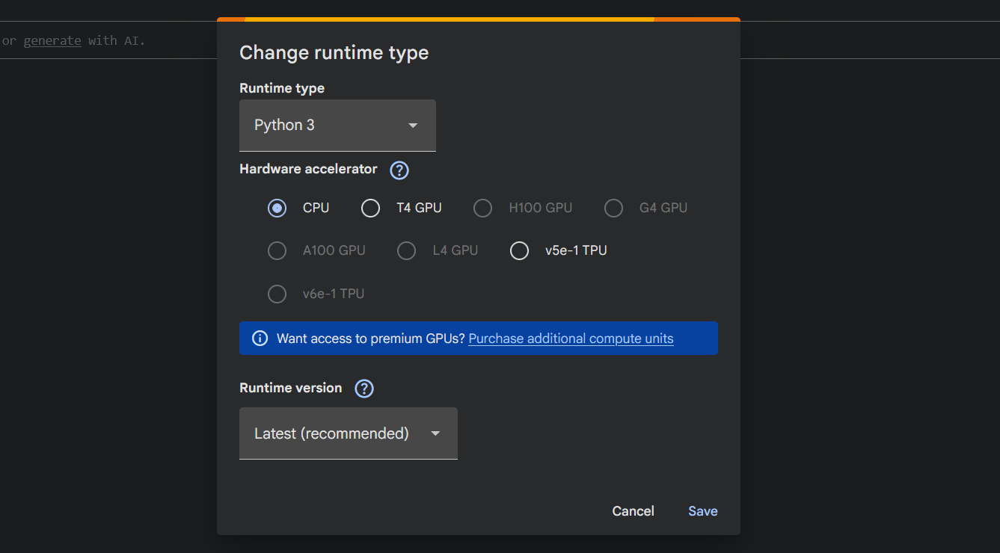 or generate with AI.
Change runtime type
Runtime type
Python 3
Hardware accelerator ?
CPU T4 GPU H100 GPU G4 GPU
A100 GPU L4 GPU v5e-1 TPU
v6e-1 TPU
Want access to premium GPUs? Purchase additional compute units
Runtime version ?
Latest (recommended)
Cancel Save